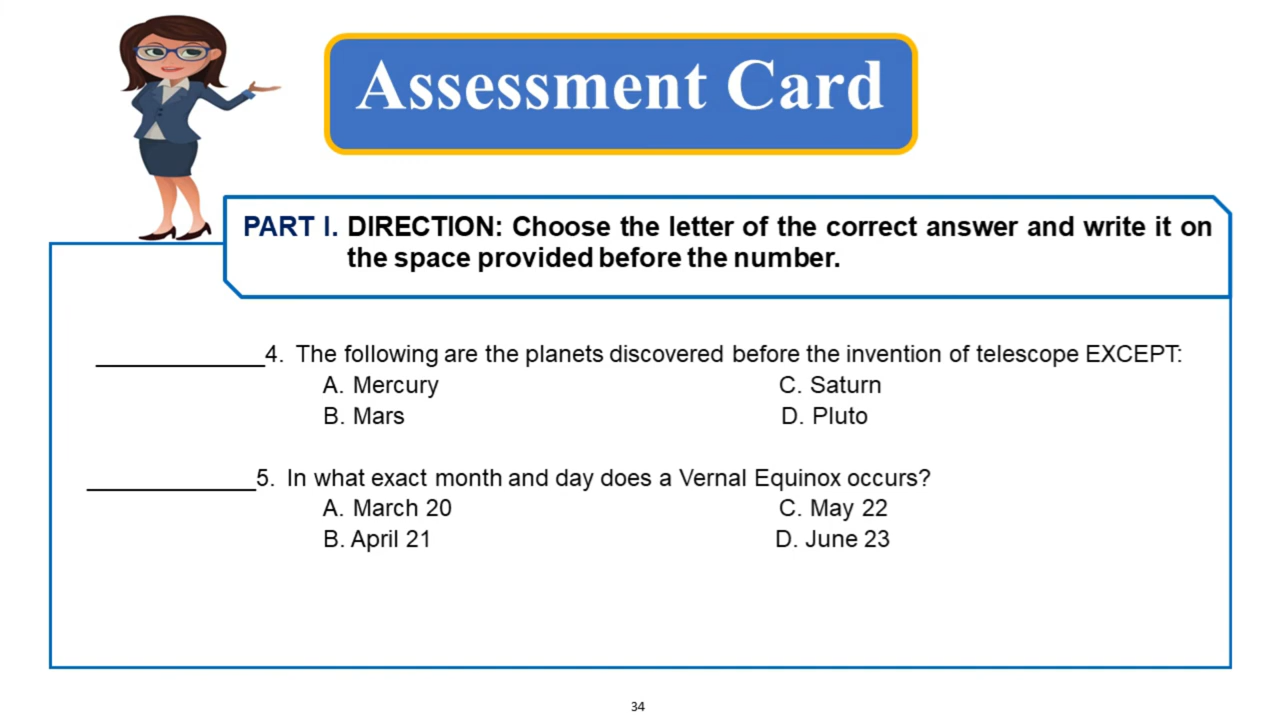 Assessment Card
PART I. DIRECTION: Choose the letter of the correct answer and write it on
the space provided before the number.
_____________4. The following are the planets discovered before the invention of telescope EXCEPT:
A. Mercury C. Saturn
B. Mars D. Pluto
_____________5. In what exact month and day does a Vernal Equinox occurs?
A. March 20 C. May 22
B. April 21 D. June 23
34